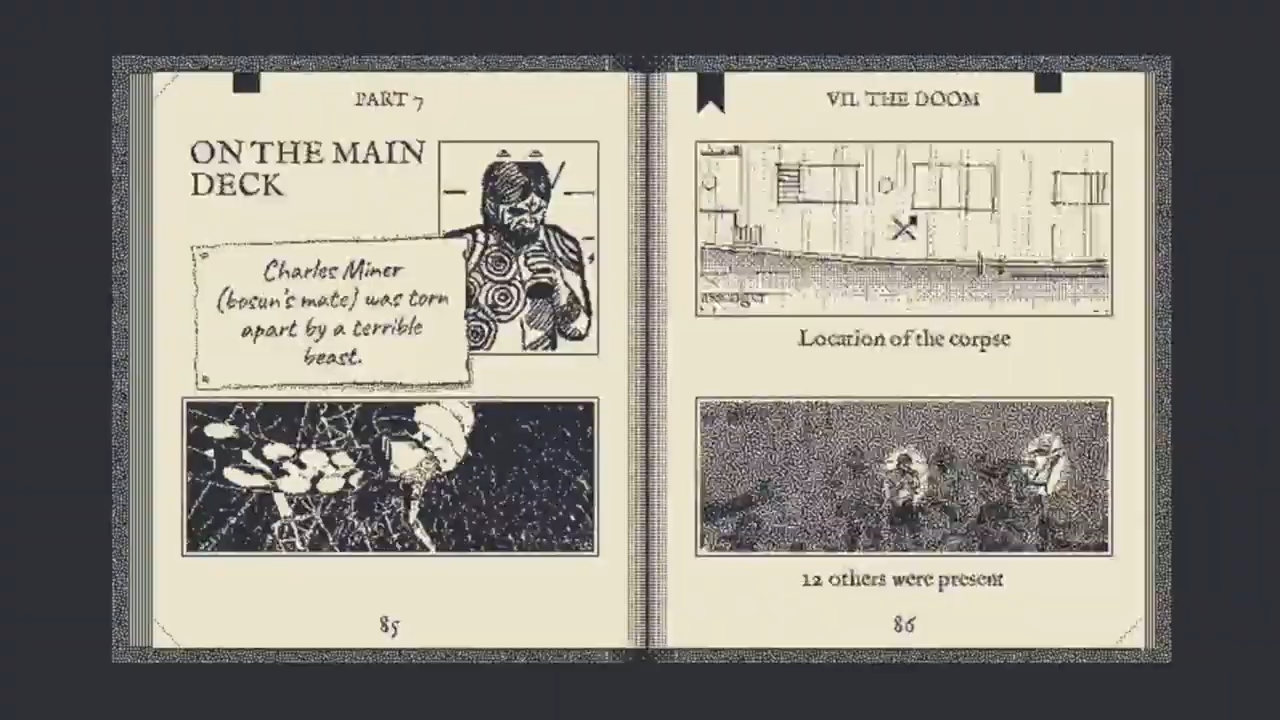 PART 7
ON THE MAIN
DECK
Charles Miner
(bosun's mate) was torn
apart by a terrible
beast.
85
VII. THE DOOM
assenger
Location of the corpse
12 others were present
86